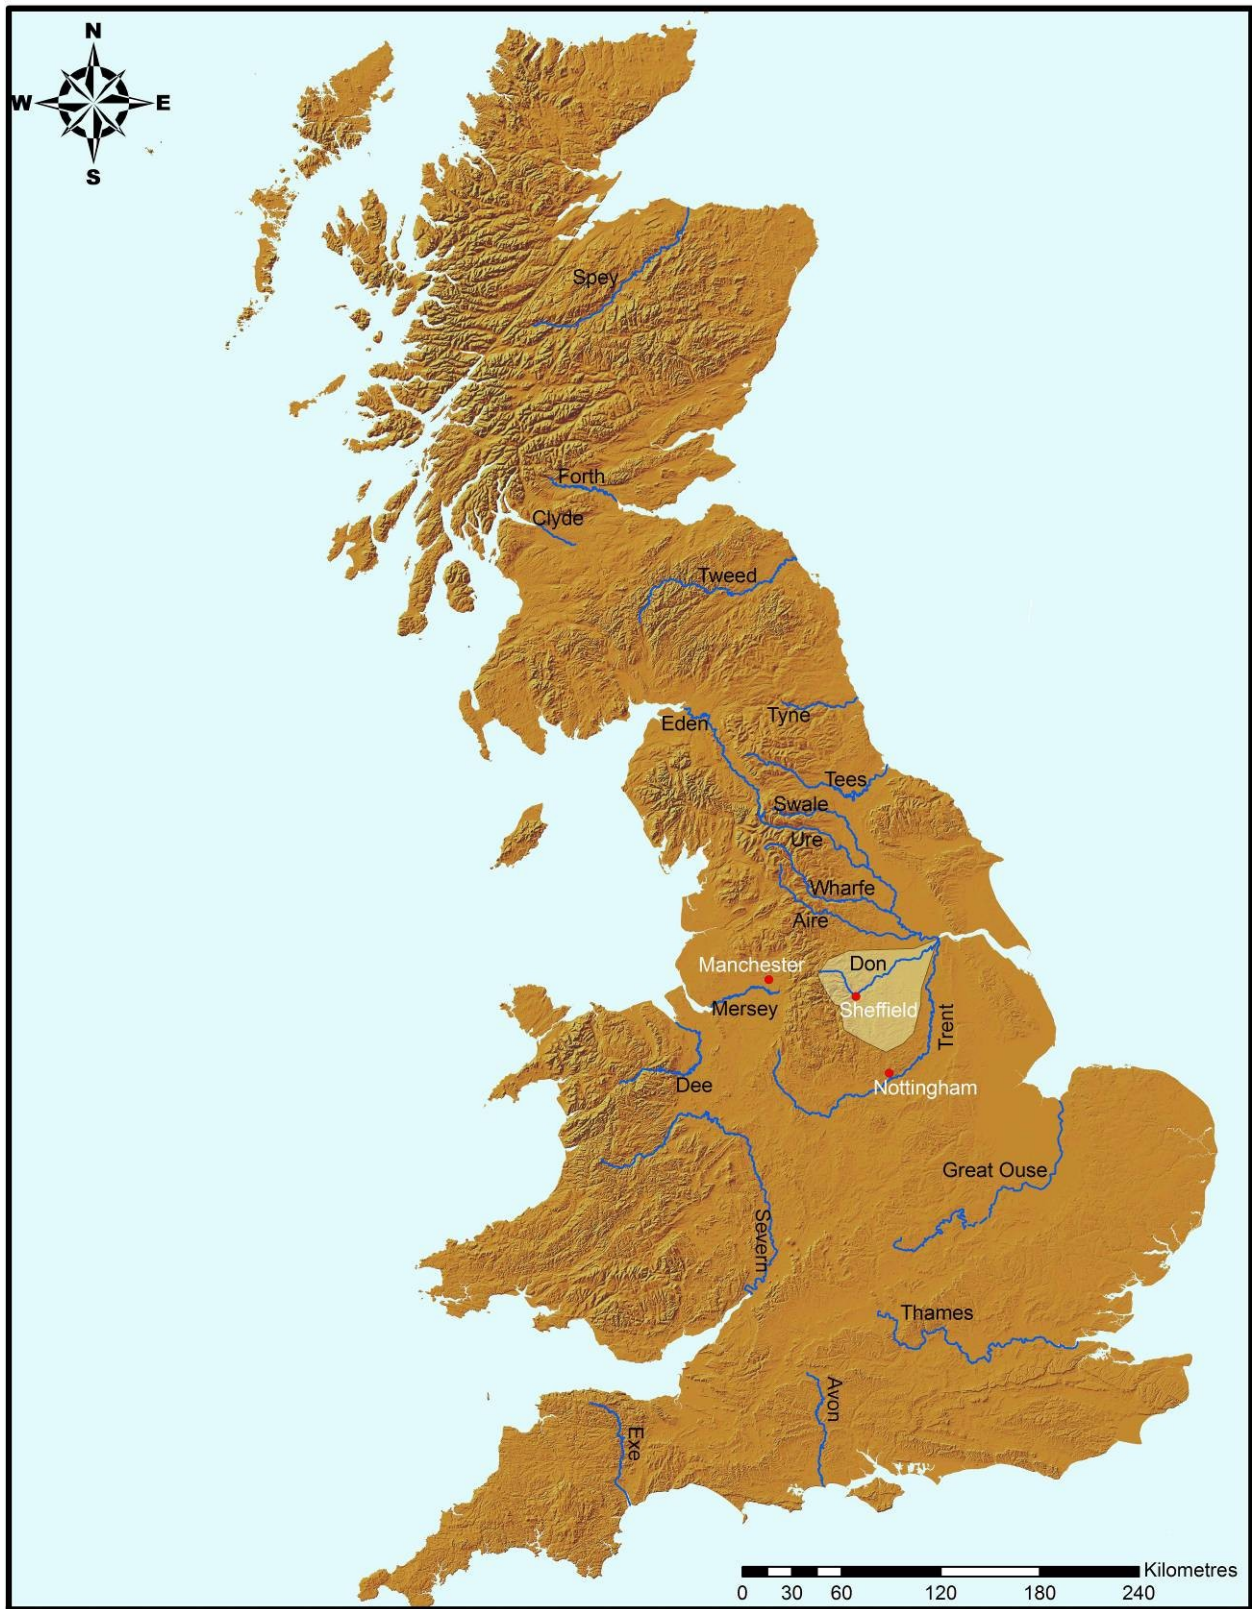 N
W E
S
Spey
Forth
Clyde
Tweed
Tyne
Eden
Tees
Swale
Ure
Wharfe
Aire
Don
Manchester
Mersey
Sheffield
Trent
Dee
Nottingham
Great Ouse
Severn
Thames
Avon
Exe
Kilometres
0 30 60 120 180 240